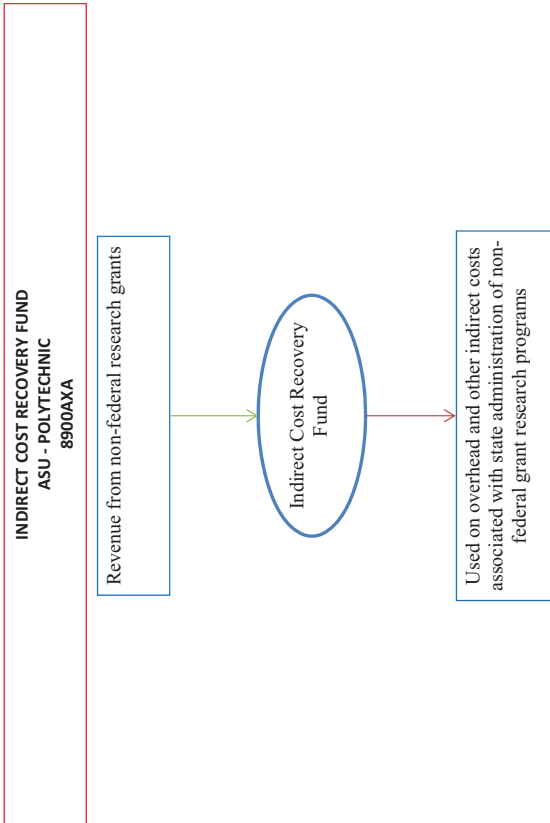 INDIRECT COST RECOVERY FUND
ASU - POLYTECHNIC
8900AXA
Revenue from non-federal research grants
Indirect Cost Recovery
Fund
Used on overhead and other indirect costs
associated with state administration of non-
federal grant research programs